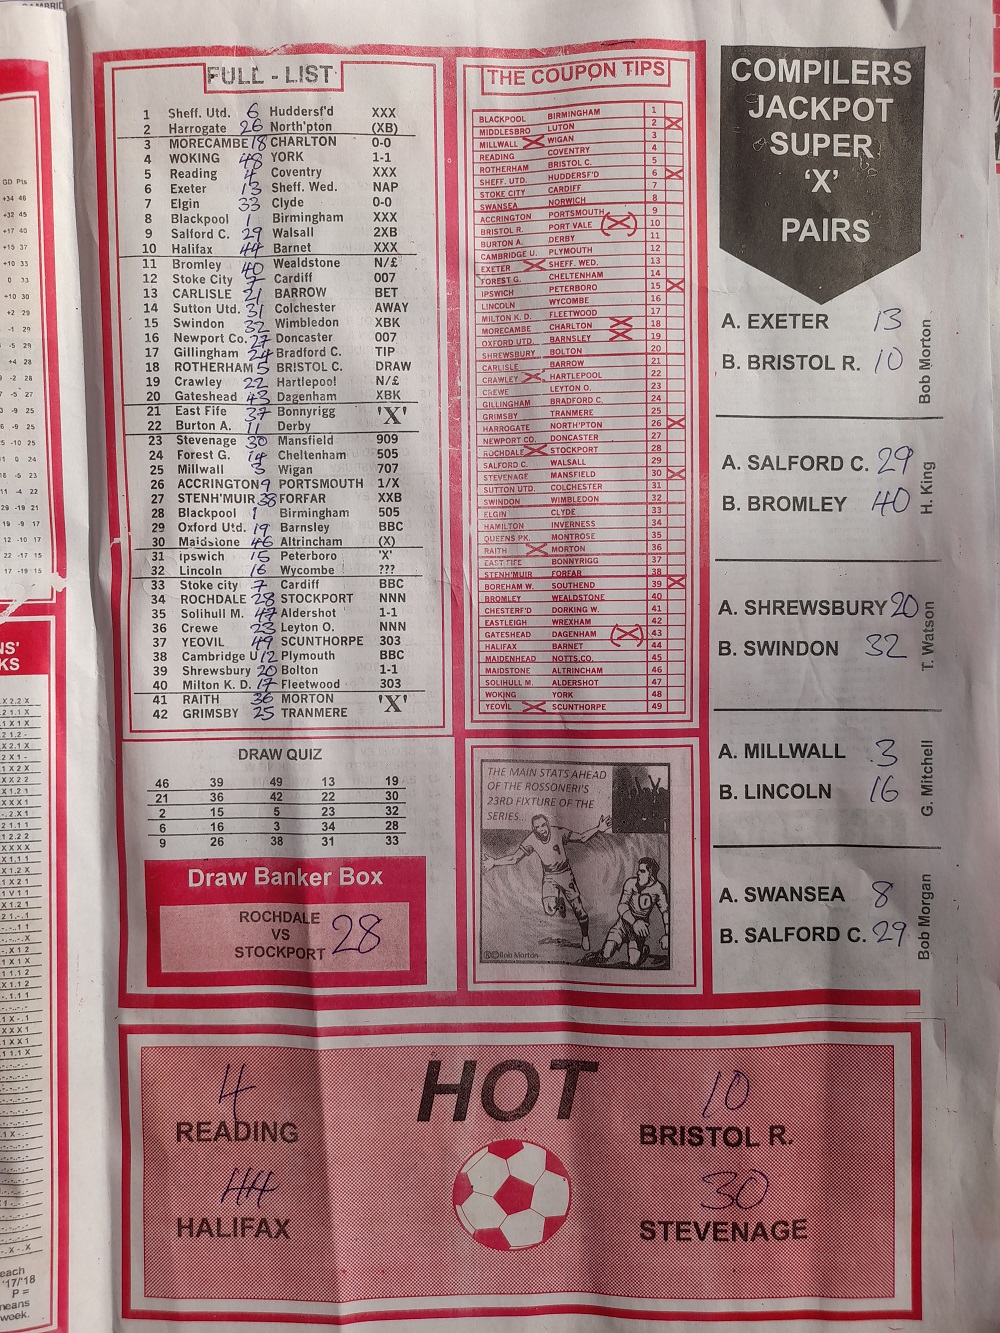 FULL - LIST
1 Sheff. Utd. 6 Huddersf'd XXX
2 Harrogate 26 North'pton (XB)
3 MORECAMBE 18 CHARLTON 0-0
4 WOKING 48 YORK 1-1
5 Reading 4 Coventry XXX
6 Exeter 13 Sheff. Wed. NAP
7 Elgin 33 Clyde 0-0
8 Blackpool 1 Birmingham XXX
9 Salford C. 29 Walsall 2XB
10 Halifax 44 Barnet XXX
11 Bromley 40 Wealdstone N/£
12 Stoke City 7 Cardiff 007
13 CARLISLE 21 BARROW BET
14 Sutton Utd. 31 Colchester AWAY
15 Swindon 32 Wimbledon XBK
16 Newport Co. 27 Doncaster 007
17 Gillingham 24 Bradford C. TIP
18 ROTHERHAM 5 BRISTOL C. DRAW
19 Crawley 22 Hartlepool N/£
20 Gateshead 43 Dagenham XBK
21 East Fife 37 Bonnyrigg 'X'
22 Burton A. 11 Derby
23 Stevenage 30 Mansfield 909
24 Forest G. 14 Cheltenham 505
25 Millwall 3 Wigan 707
26 ACCRINGTON 9 PORTSMOUTH 1/X
27 STENH'MUIR 38 FORFAR XXB
28 Blackpool 1 Birmingham 505
29 Oxford Utd. 19 Barnsley BBC
30 Maidstone 46 Altrincham (X)
31 Ipswich 15 Peterboro 'X'
32 Lincoln 16 Wycombe ???
33 Stoke city 7 Cardiff BBC
34 ROCHDALE 28 STOCKPORT NNN
35 Solihull M. 47 Aldershot 1-1
36 Crewe 23 Leyton O. NNN
37 YEOVIL 49 SCUNTHORPE 303
38 Cambridge U 12 Plymouth BBC
39 Shrewsbury 20 Bolton 1-1
40 Milton K. D. 17 Fleetwood 303
41 RAITH 36 MORTON 'X'
42 GRIMSBY 25 TRANMERE
DRAW QUIZ
46 39 49 13 19
21 36 42 22 30
2 15 5 23 32
6 16 3 34 28
9 26 38 31 33
Draw Banker Box
ROCHDALE
VS 28
STOCKPORT
THE COUPON TIPS
BLACKPOOL BIRMINGHAM 1
MIDDLESBRO LUTON 2 X
MILLWALL X WIGAN 3
READING COVENTRY 4
ROTHERHAM BRISTOL C. 5
SHEFF. UTD. HUDDERSF'D 6 X
STOKE CITY CARDIFF 7
SWANSEA NORWICH 8
ACCRINGTON PORTSMOUTH 9
BRISTOL R. PORT VALE (X) 10
BURTON A. DERBY 11
CAMBRIDGE U. PLYMOUTH 12
EXETER X SHEFF. WED. 13
FOREST G. CHELTENHAM 14
IPSWICH PETERBORO 15 X
LINCOLN WYCOMBE 16
MILTON K. D. FLEETWOOD 17
MORECAMBE CHARLTON X 18
OXFORD UTD. BARNSLEY X 19
SHREWSBURY BOLTON 20
CARLISLE BARROW 21
CRAWLEY X HARTLEPOOL 22
CREWE LEYTON O. 23
GILLINGHAM BRADFORD C. 24
GRIMSBY TRANMERE 25
HARROGATE NORTH'PTON 26 X
NEWPORT CO. DONCASTER 27
ROCHDALE X STOCKPORT 28
SALFORD C. WALSALL 29
STEVENAGE MANSFIELD 30 X
SUTTON UTD. COLCHESTER 31
SWINDON WIMBLEDON 32
ELGIN CLYDE 33
HAMILTON INVERNESS 34
QUEENS PK. MONTROSE 35
RAITH X MORTON 36
EAST FIFE BONNYRIGG 37
STENH'MUIR FORFAR 38
BOREHAM W. SOUTHEND 39 X
BROMLEY WEALDSTONE 40
CHESTERF'D DORKING W. 41
EASTLEIGH WREXHAM 42
GATESHEAD DAGENHAM (X) 43
HALIFAX BARNET 44
MAIDENHEAD NOTTS.CO. 45
MAIDSTONE ALTRINCHAM 46
SOLIHULL M. ALDERSHOT 47
WOKING YORK 48
YEOVIL X SCUNTHORPE 49
THE MAIN STATS AHEAD
OF THE ROSSONERI'S
23RD FIXTURE OF THE
SERIES...
©Bob Morton
COMPILERS
JACKPOT
SUPER
'X'
PAIRS
A. EXETER 13
B. BRISTOL R. 10
Bob Morton
A. SALFORD C. 29
B. BROMLEY 40
H. King
A. SHREWSBURY 20
B. SWINDON 32
T. Watson
A. MILLWALL 3
B. LINCOLN 16
G. Mitchell
A. SWANSEA 8
B. SALFORD C. 29
Bob Morgan
HOT
4
READING
44
HALIFAX
10
BRISTOL R.
30
STEVENAGE